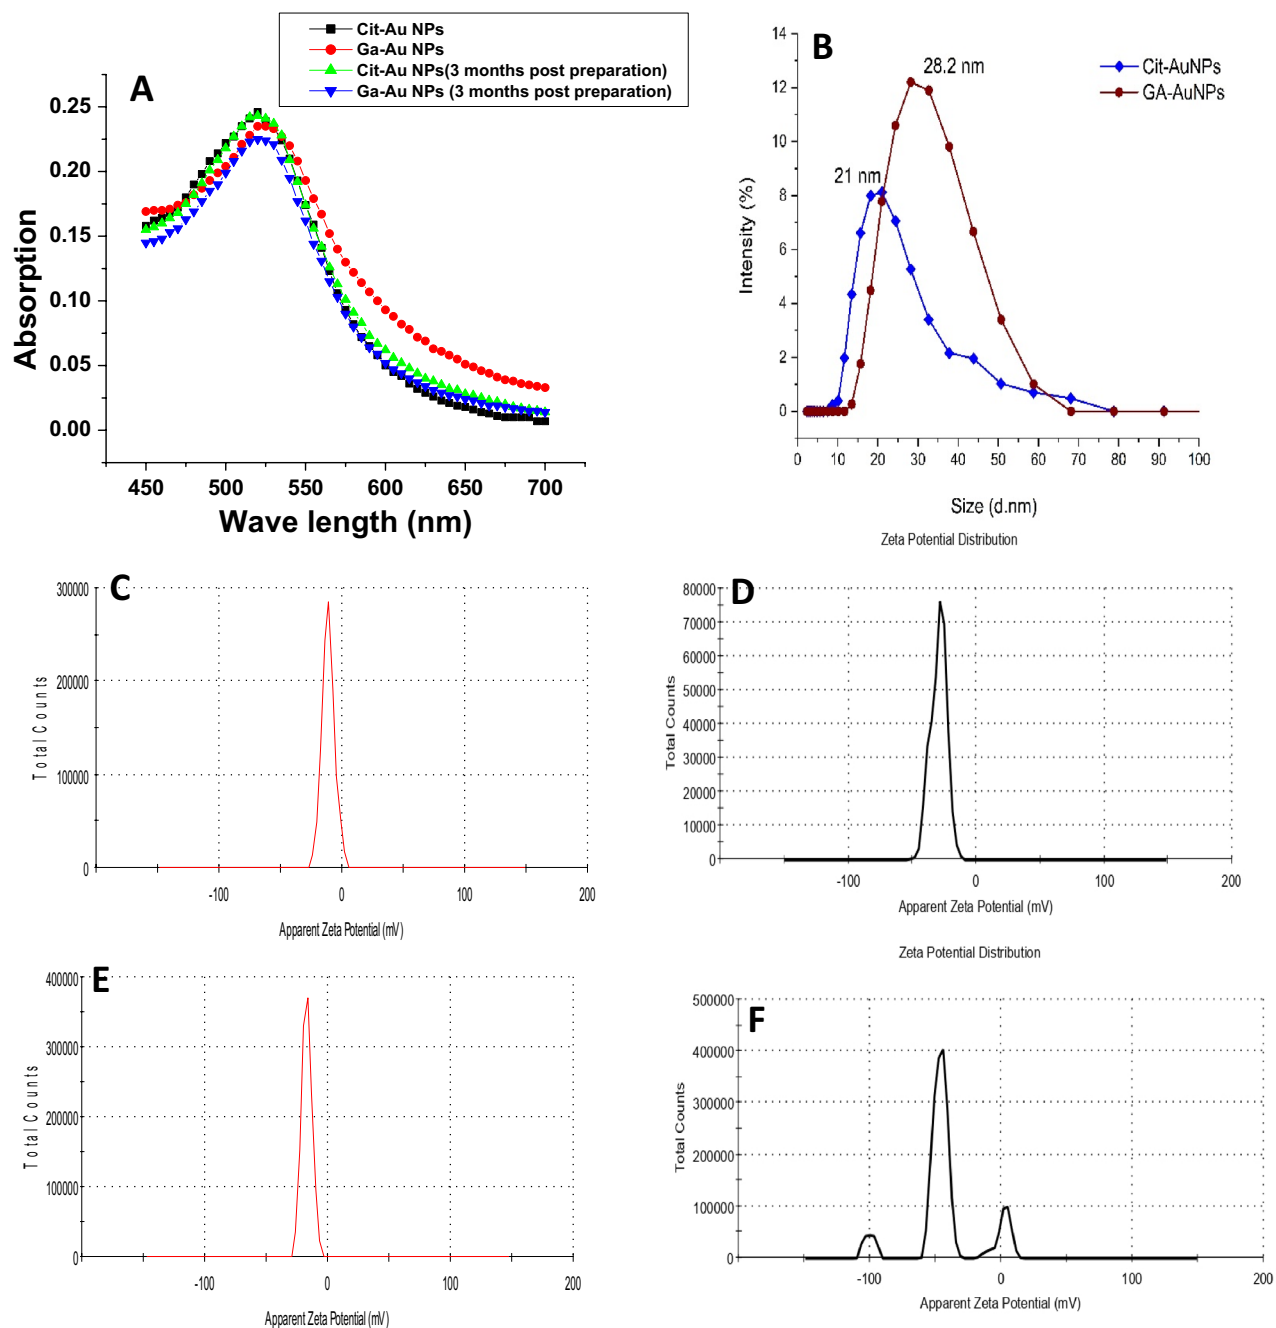 A
Cit-Au NPs
Ga-Au NPs
Cit-Au NPs(3 months post preparation)
Ga-Au NPs (3 months post preparation)
0.25
0.20
0.15
0.10
0.05
0.00
Absorption
450 500 550 600 650 700
Wave length (nm)
B
28.2 nm
21 nm
Cit-AuNPs
GA-AuNPs
14
12
10
8
6
4
2
0
Intensity (%)
0 10 20 30 40 50 60 70 80 90 100
Size (d.nm)
Zeta Potential Distribution
C
300000
200000
100000
0
Total Counts
-100 0 100 200
Apparent Zeta Potential (mV)
D
80000
70000
60000
50000
40000
30000
20000
10000
0
Total Counts
-100 0 100 200
Apparent Zeta Potential (mV)
Zeta Potential Distribution
E
400000
300000
200000
100000
0
Total Counts
-100 0 100 200
Apparent Zeta Potential (mV)
F
500000
400000
300000
200000
100000
0
Total Counts
-100 0 100 200
Apparent Zeta Potential (mV)